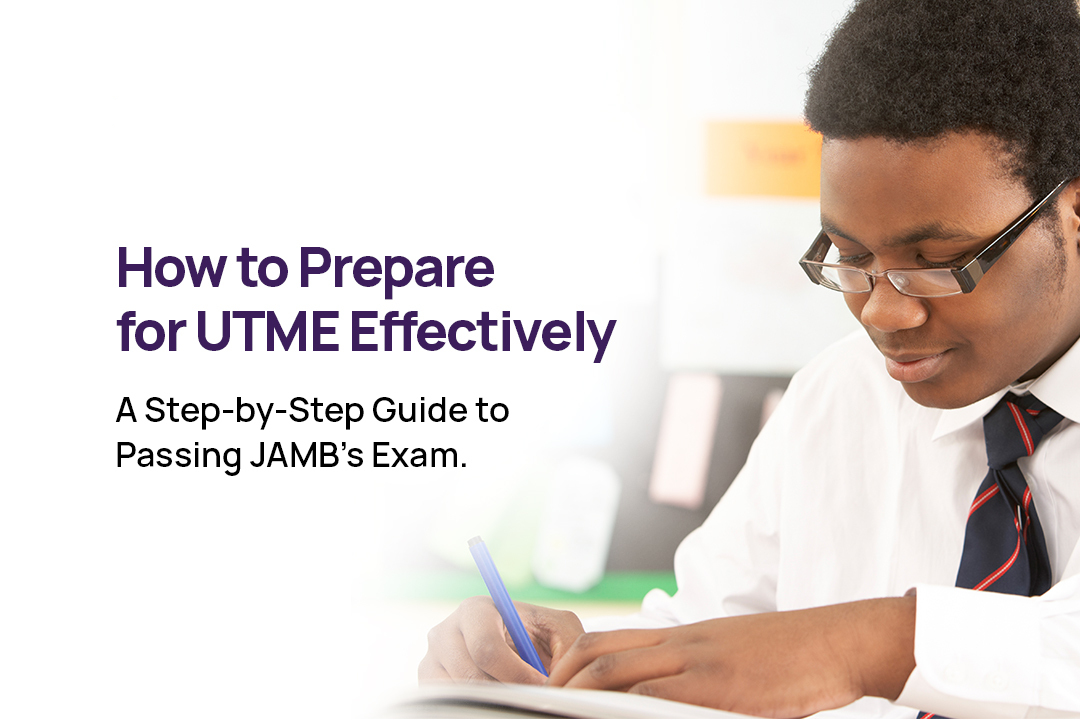 How to Prepare
for UTME Effectively
A Step-by-Step Guide to
Passing JAMB's Exam.